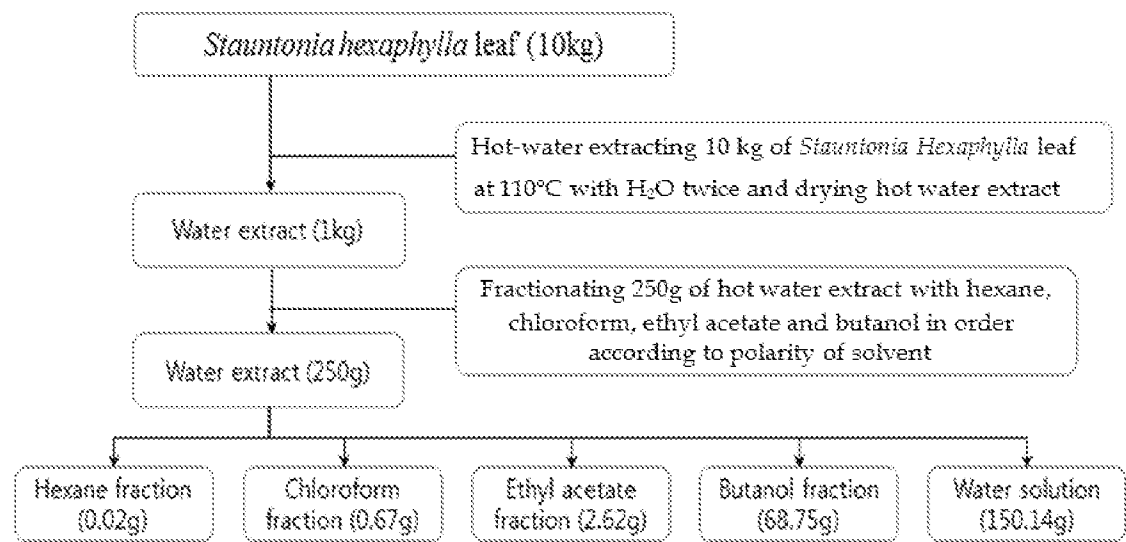 Stauntonia hexaphylla leaf (10kg)
Hot-water extracting 10 kg of Stauntonia Hexaphylla leaf
at 110°C with H₂O twice and drying hot water extract
Water extract (1kg)
Fractionating 250g of hot water extract with hexane,
chloroform, ethyl acetate and butanol in order
according to polarity of solvent
Water extract (250g)
Hexane fraction
(0.02g)
Chloroform
fraction (0.67g)
Ethyl acetate
fraction (2.62g)
Butanol fraction
(68.75g)
Water solution
(150.14g)